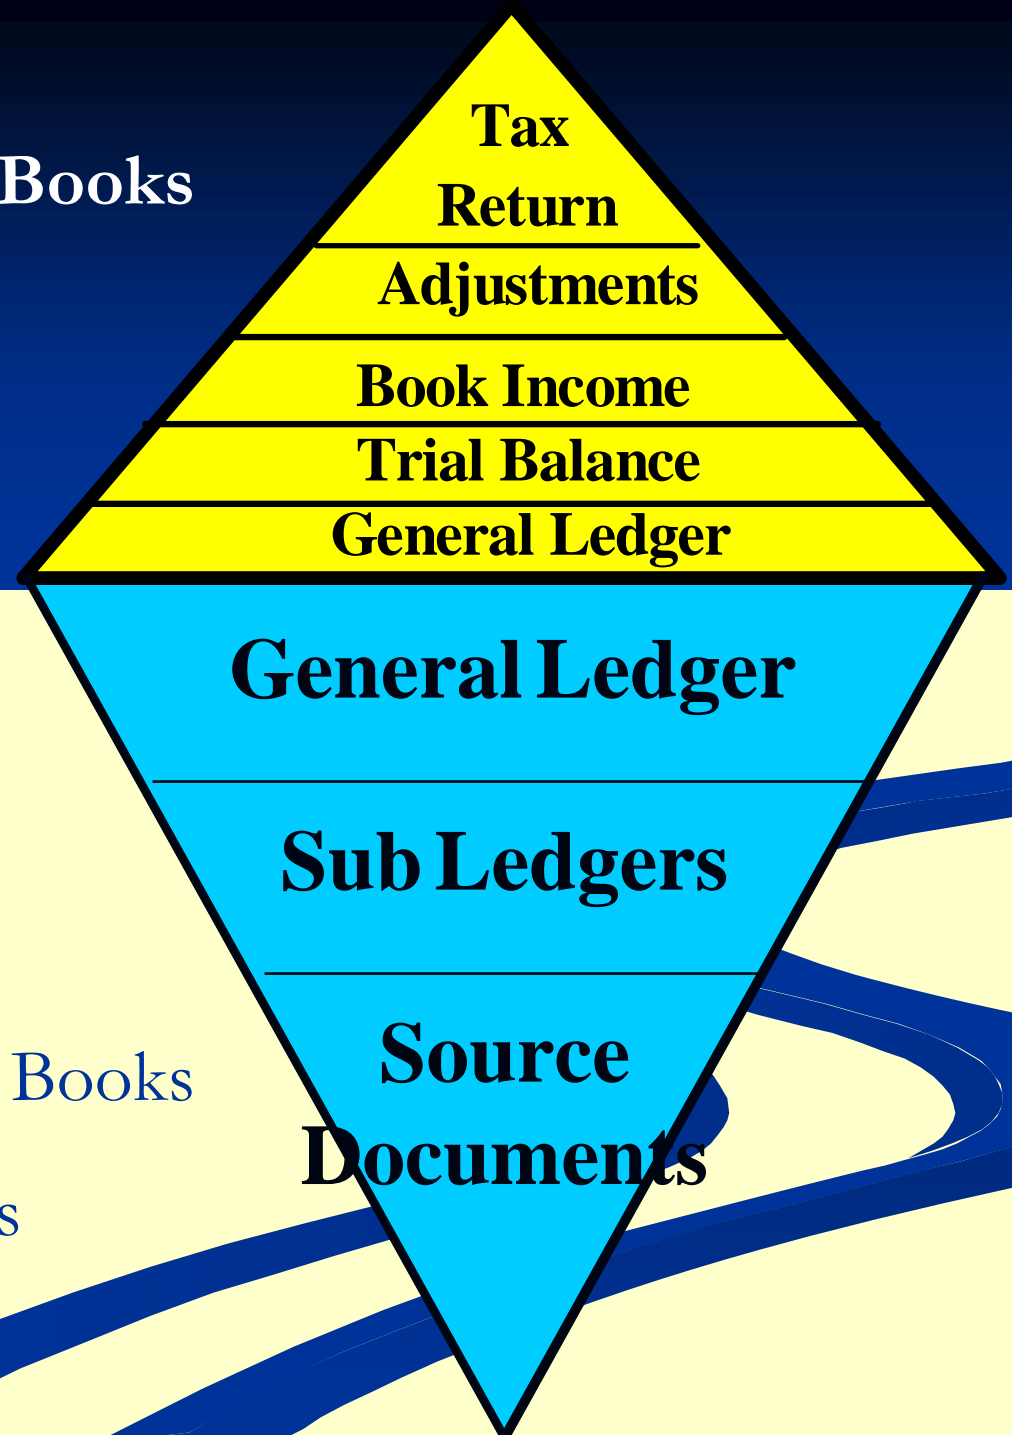 Tax
Return
Books
Adjustments
Book Income
Trial Balance
General Ledger
General Ledger
Sub Ledgers
Source
Documents
Books
s